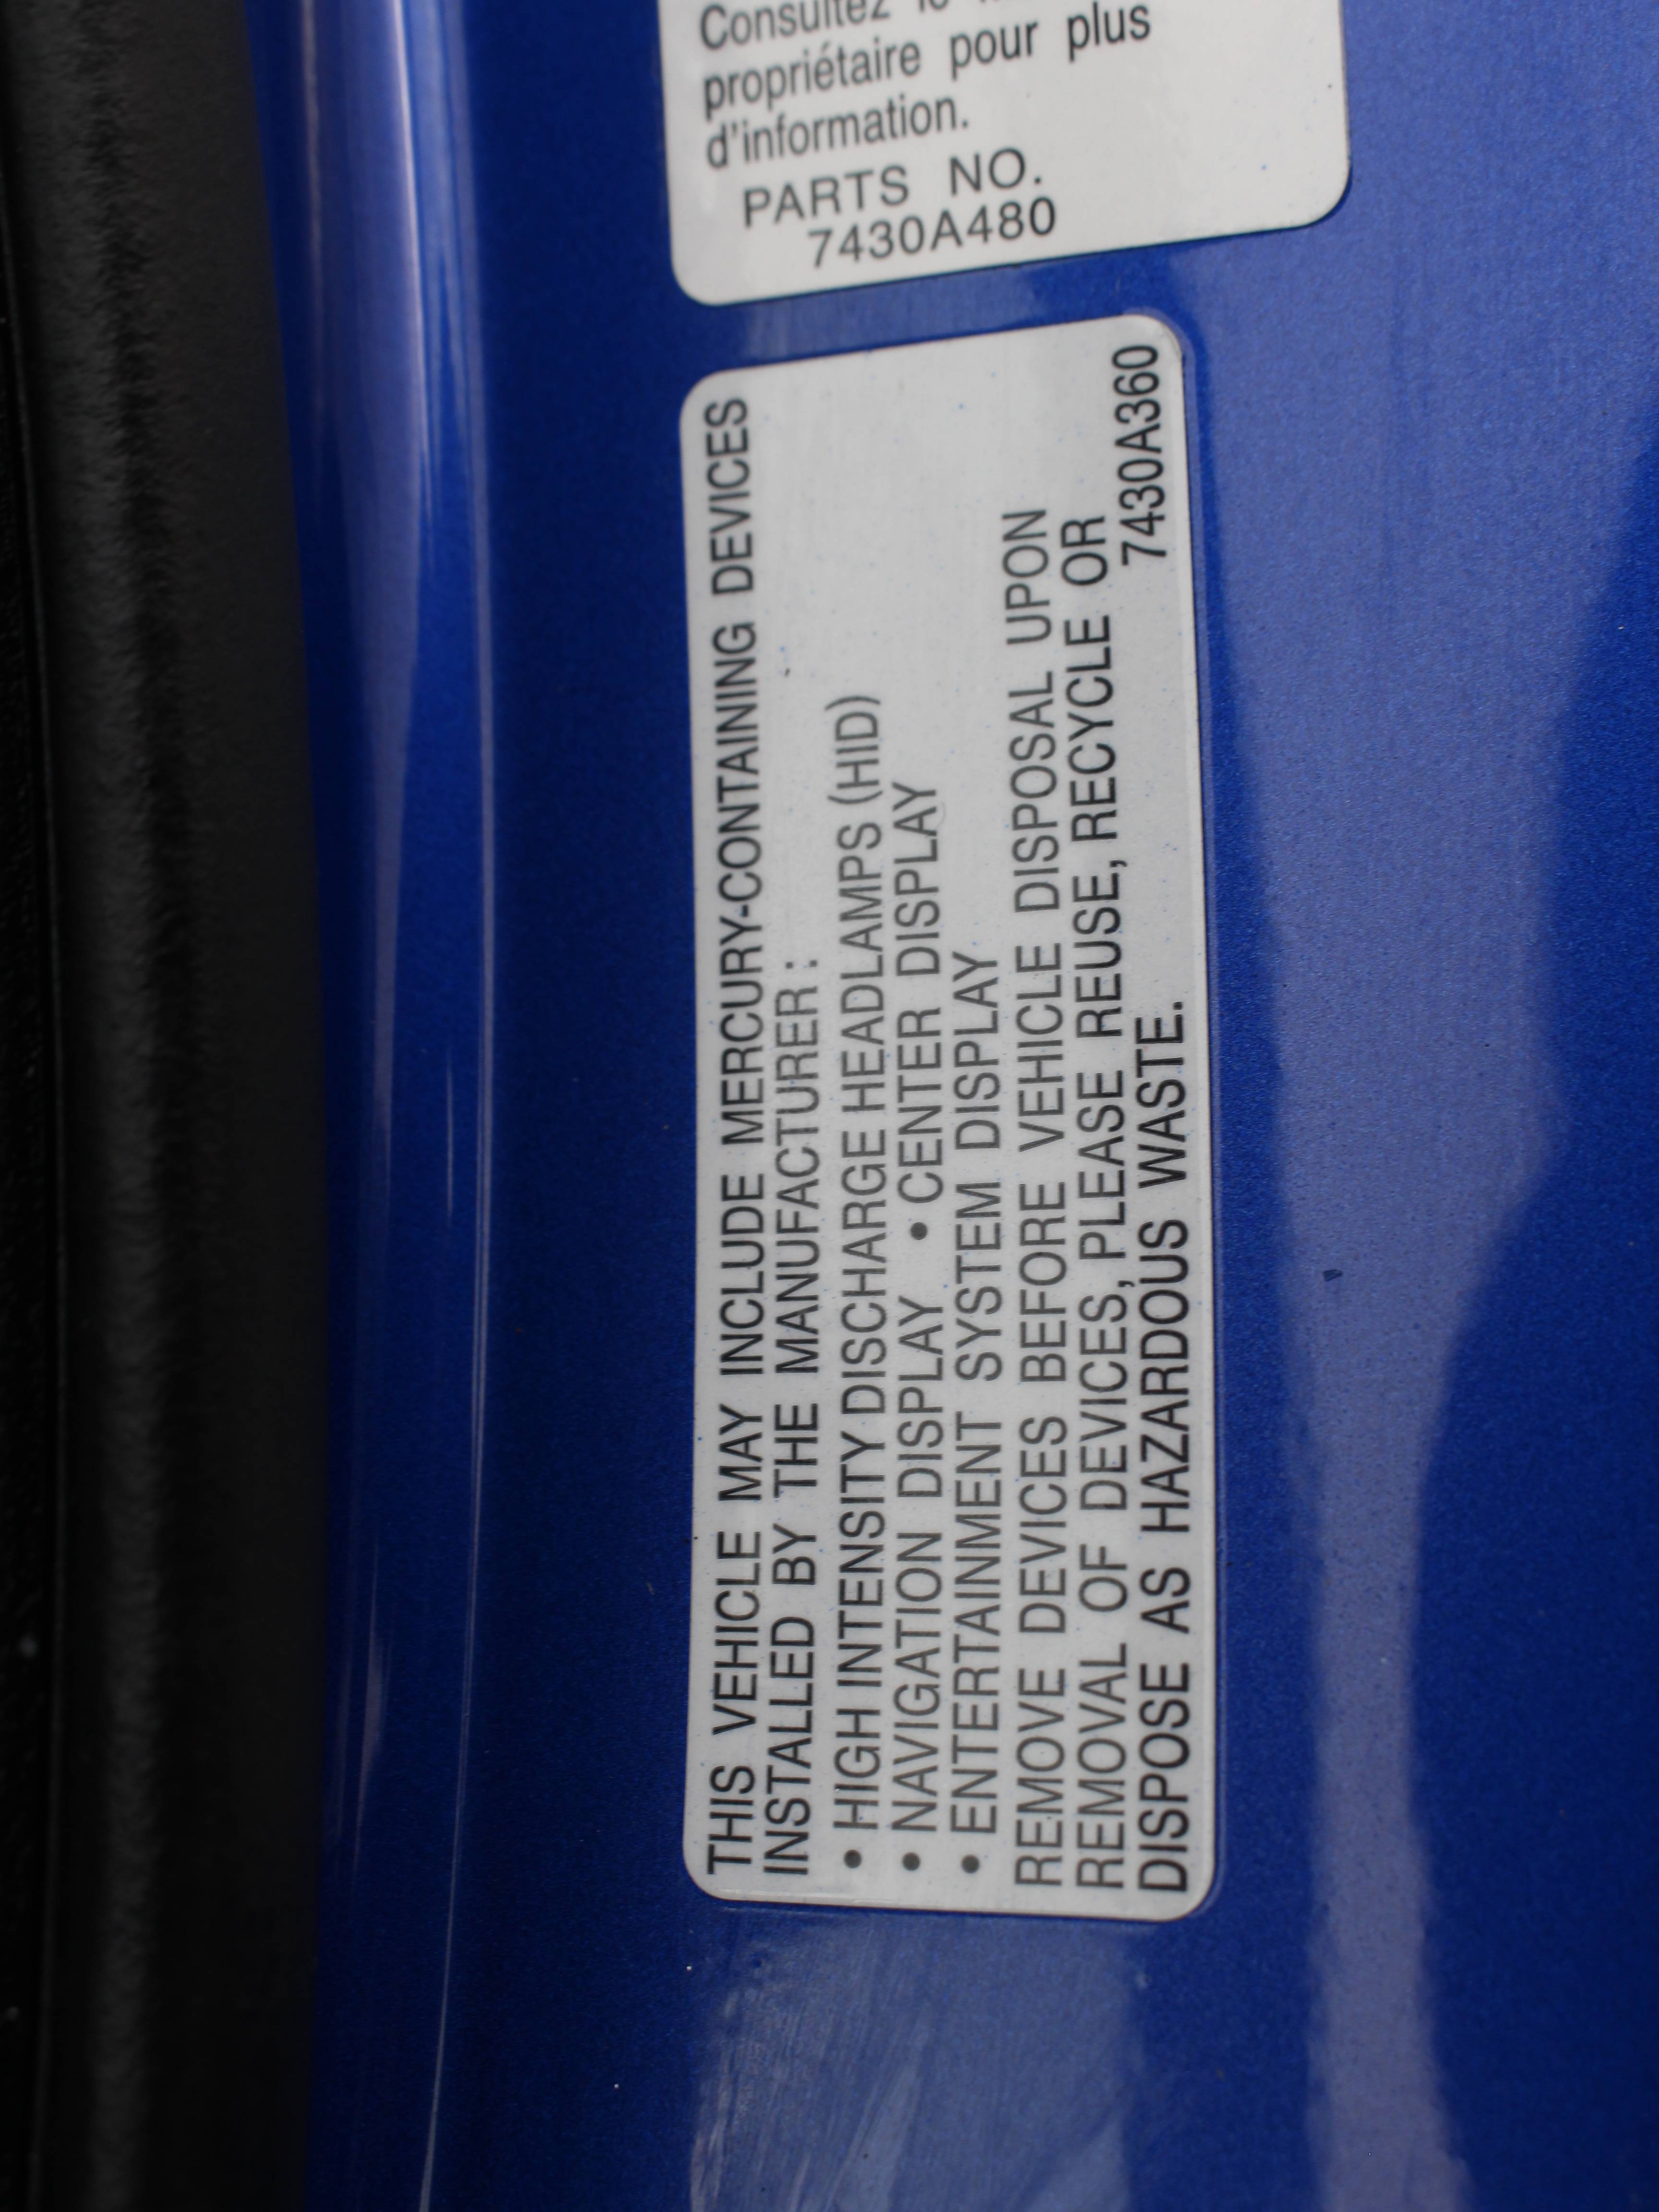 Consultez
propriétaire pour plus
d'information.
PARTS NO.
7430A480
THIS VEHICLE MAY INCLUDE MERCURY-CONTAINING DEVICES
INSTALLED BY THE MANUFACTURER :
• HIGH INTENSITY DISCHARGE HEADLAMPS (HID)
• NAVIGATION DISPLAY • CENTER DISPLAY
• ENTERTAINMENT SYSTEM DISPLAY
REMOVE DEVICES BEFORE VEHICLE DISPOSAL UPON
REMOVAL OF DEVICES, PLEASE REUSE, RECYCLE OR
DISPOSE AS HAZARDOUS WASTE.
7430A360